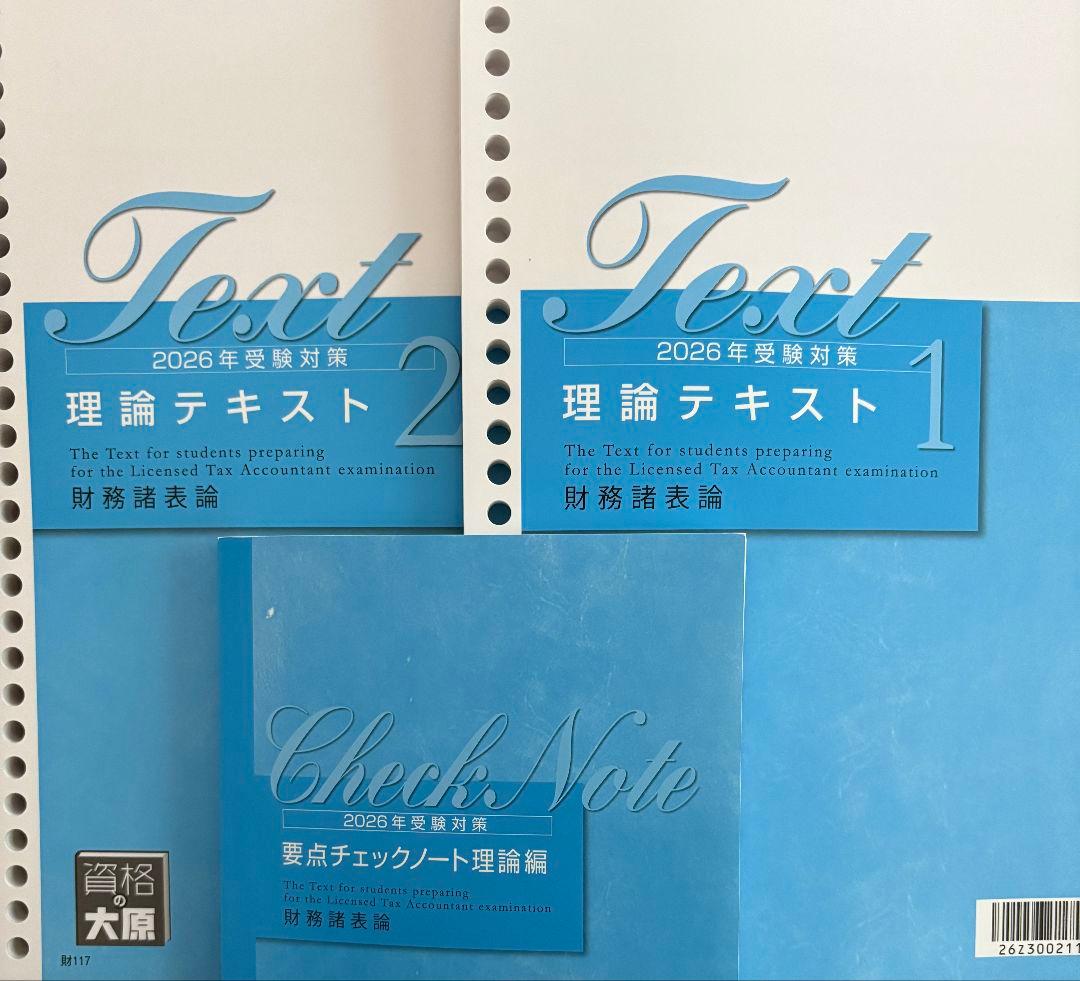 Text
2026年受験対策
理論テキスト 2
The Text for students preparing
for the Licensed Tax Accountant examination
財務諸表論
資格の大原
財117
Text
2026年受験対策
理論テキスト 1
The Text for students preparing
for the Licensed Tax Accountant examination
財務諸表論
26Z300211
Check Note
2026年受験対策
要点チェックノート理論編
The Text for students preparing
for the Licensed Tax Accountant examination
財務諸表論